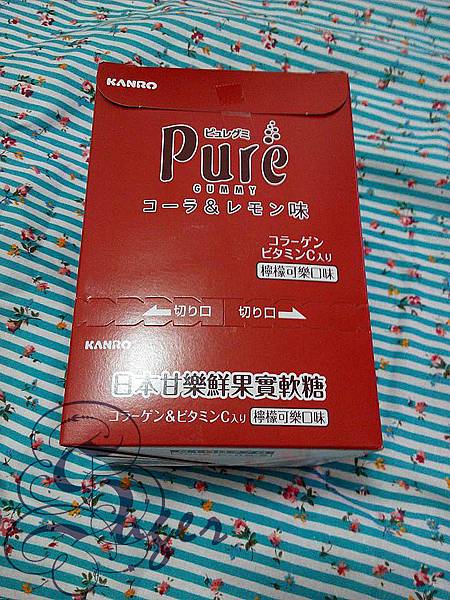 KANRO
ピュレグミ
Puré
GUMMY
コーラ&レモン味
コラーゲン
ビタミンC入り
檸檬可樂口味
←切り口 切り口→
KANRO
日本甘樂鮮果實軟糖
コラーゲン&ビタミンC入り 檸檬可樂口味
Suger